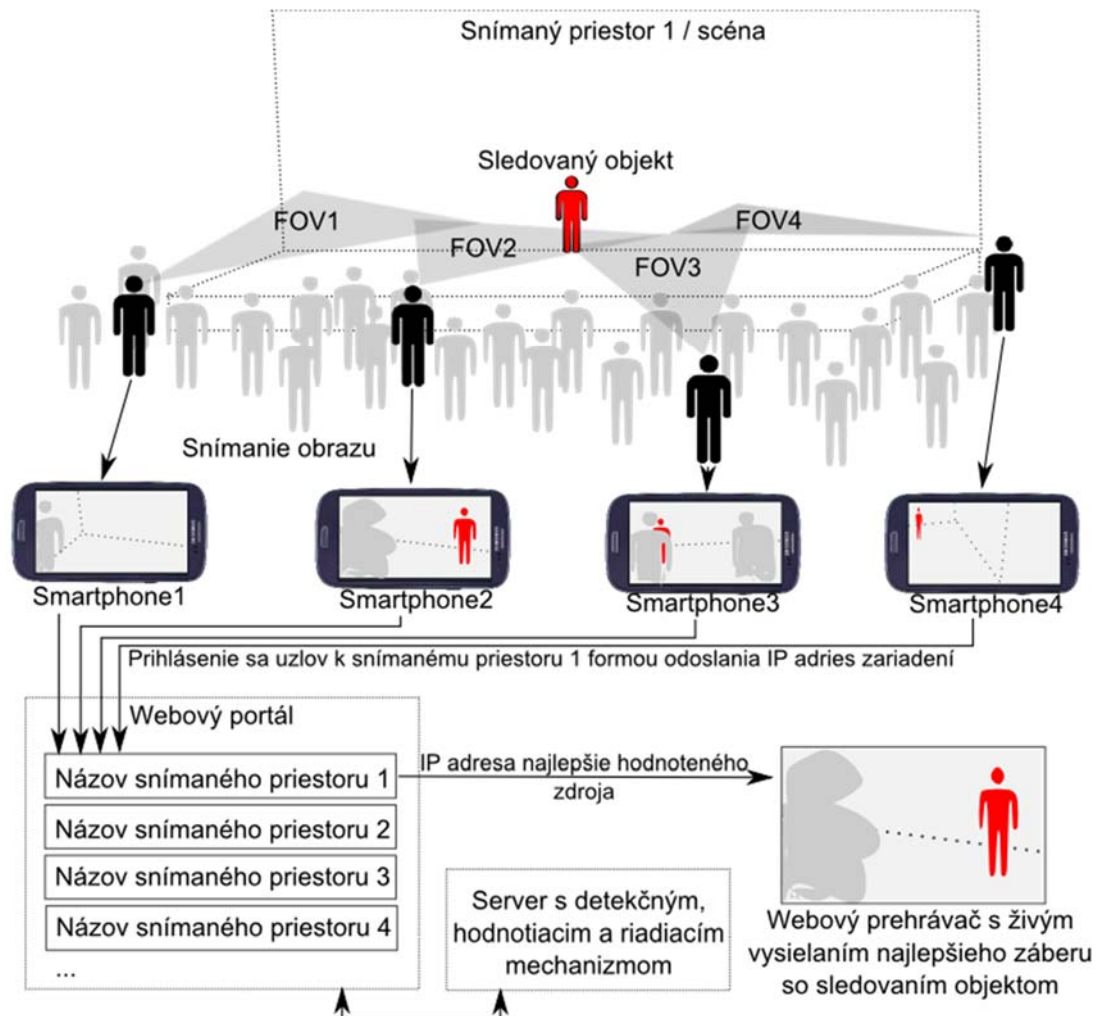 Snímaný priestor 1 / scéna
Sledovaný objekt
FOV1
FOV2
FOV3
FOV4
Snímanie obrazu
Smartphone1
Smartphone2
Smartphone3
Smartphone4
Prihlásenie sa uzlov k snímanému priestoru 1 formou odoslania IP adries zariadení
Webový portál
Názov snímaného priestoru 1
Názov snímaného priestoru 2
Názov snímaného priestoru 3
Názov snímaného priestoru 4
...
IP adresa najlepšie hodnoteného
zdroja
Server s detekčným,
hodnotiacim a riadiacím
mechanizmom
Webový prehrávač s živým
vysielaním najlepšieho záberu
so sledovaním objektom